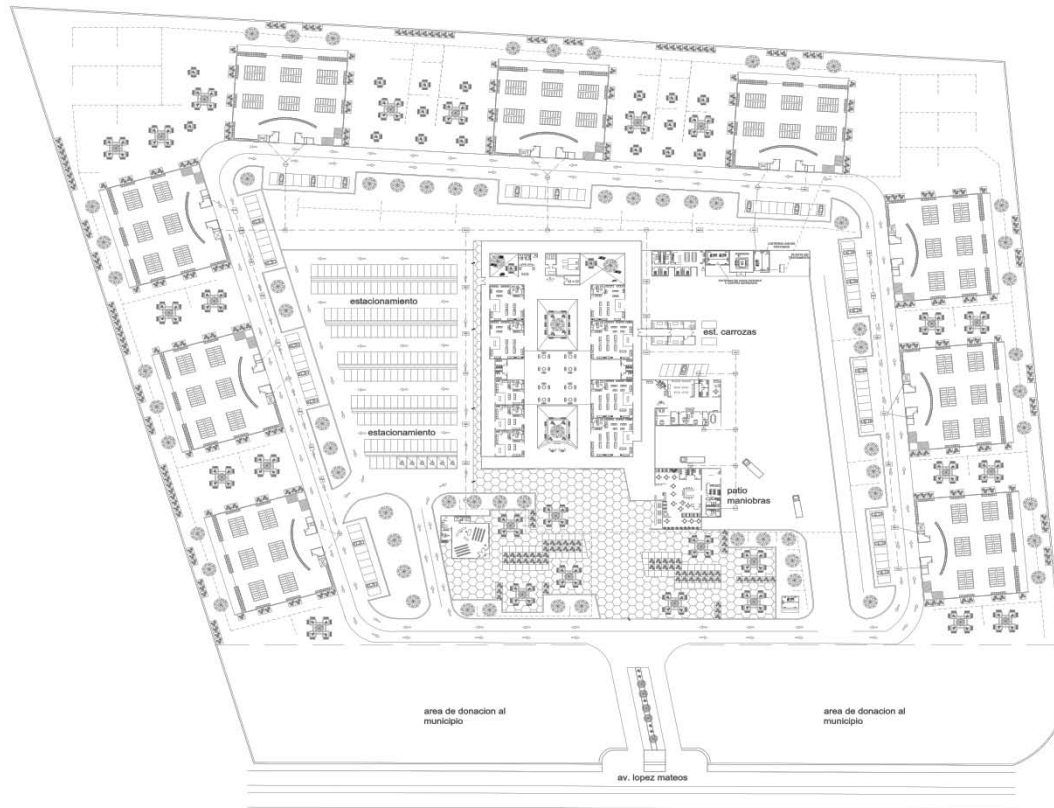 estacionamiento
est. carrozas
estacionamiento
patio
maniobras
area de donacion al
municipio
area de donacion al
municipio
av. lopez mateos